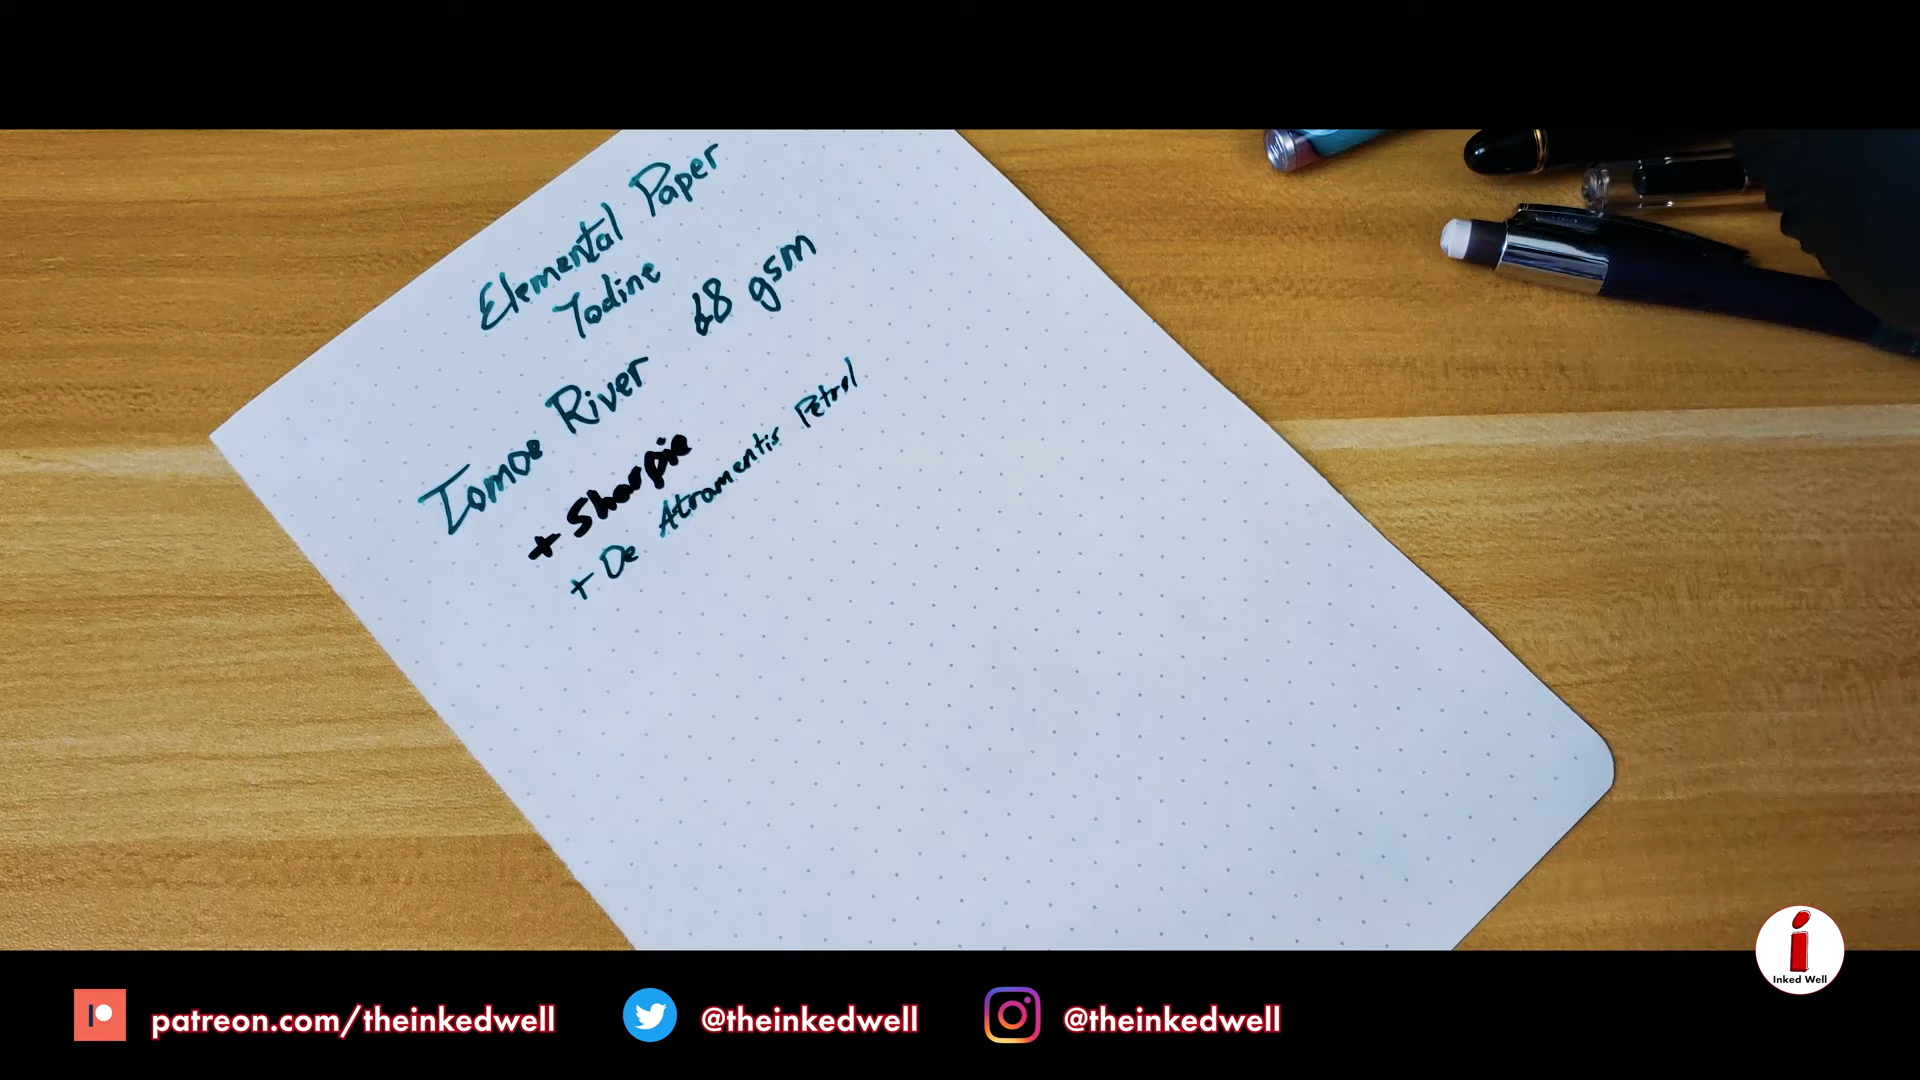 Elemental Paper
Iodine
Tomoe River 68 gsm
+ Sharpie
+ De Atramentis Petrol
i
Inked Well
patreon.com/theinkedwell
@theinkedwell
@theinkedwell